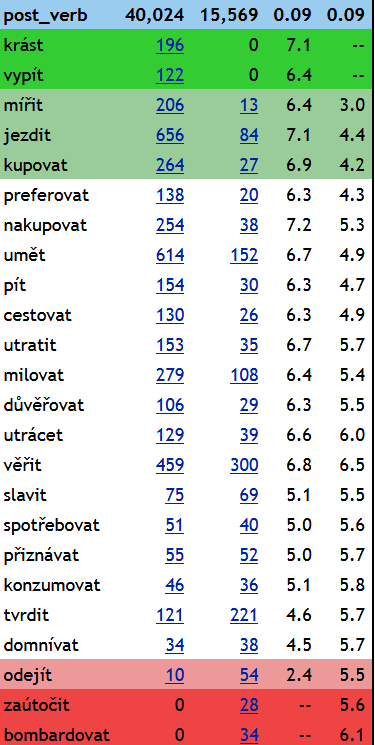 post_verb 40,024 15,569 0.09 0.09
krást 196 0 7.1 --
vypít 122 0 6.4 --
mířit 206 13 6.4 3.0
jezdit 656 84 7.1 4.4
kupovat 264 27 6.9 4.2
preferovat 138 20 6.3 4.3
nakupovat 254 38 7.2 5.3
umět 614 152 6.7 4.9
pít 154 30 6.3 4.7
cestovat 130 26 6.3 4.9
utratit 153 35 6.7 5.7
milovat 279 108 6.4 5.4
důvěřovat 106 29 6.3 5.5
utrácet 129 39 6.6 6.0
věřit 459 300 6.8 6.5
slavit 75 69 5.1 5.5
spotřebovat 51 40 5.0 5.6
přiznávat 55 52 5.0 5.7
konzumovat 46 36 5.1 5.8
tvrdit 121 221 4.6 5.7
domnívat 34 38 4.5 5.7
odejít 10 54 2.4 5.5
zaútočit 0 28 -- 5.6
bombardovat 0 34 -- 6.1